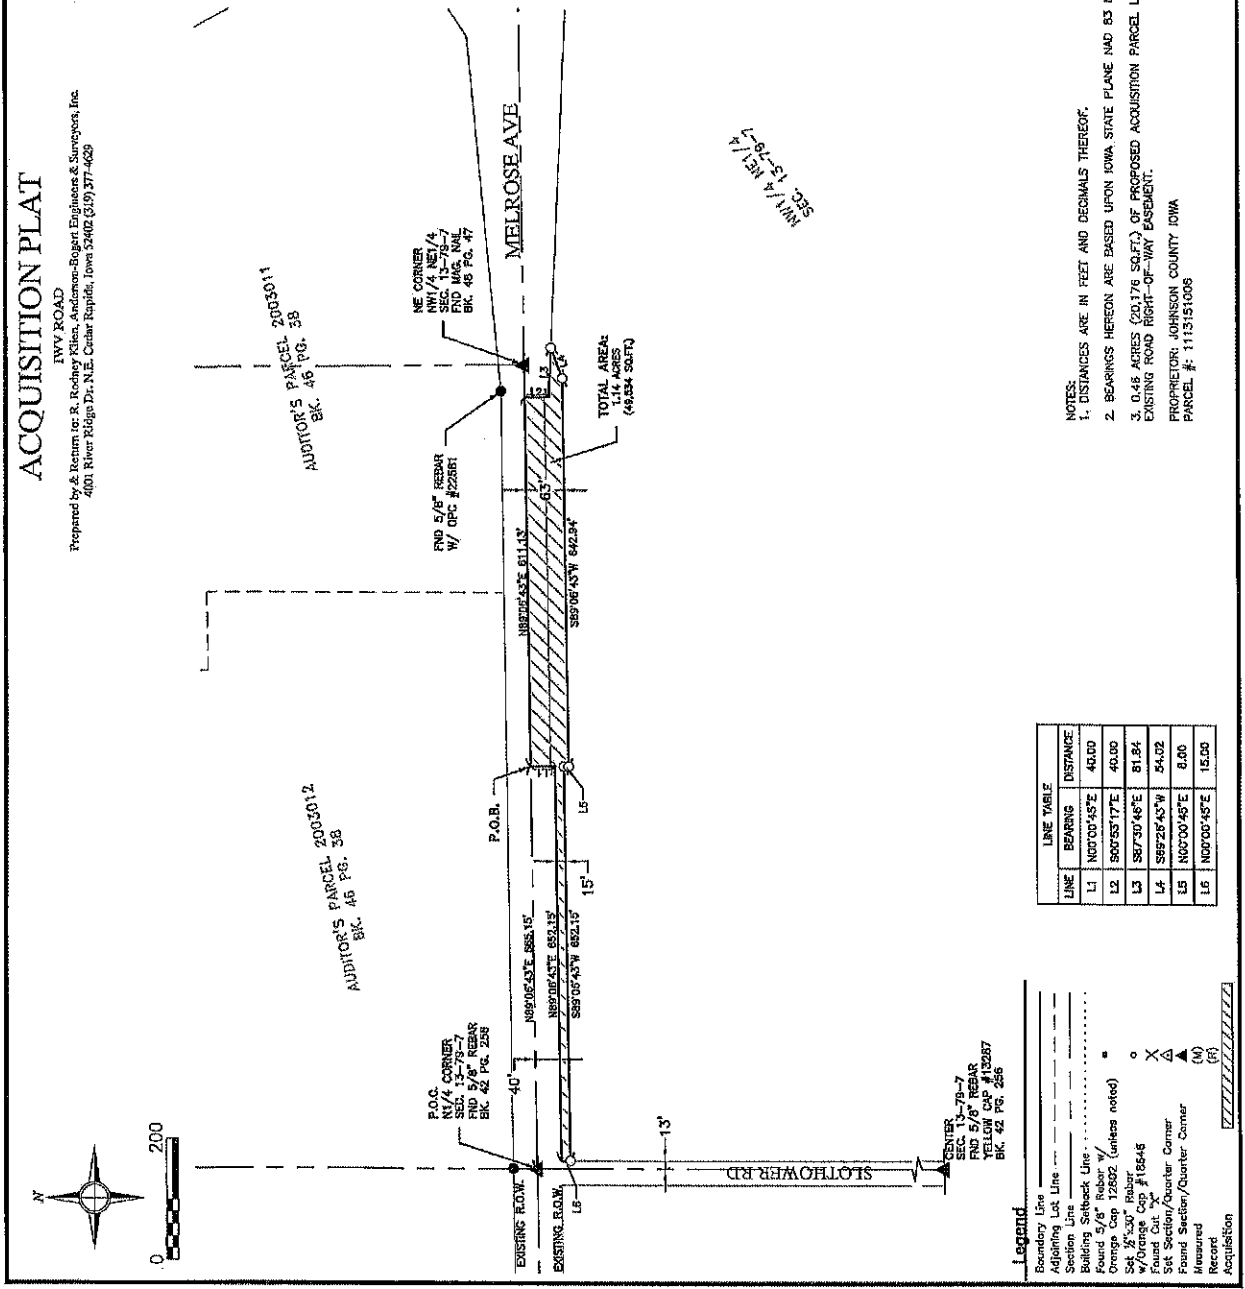 ACQUISITION PLAT
IWV ROAD
Prepared by & Return to: R. Rodney Klien, Anderson-Bogert Engineers & Surveyors, Inc.
4001 River Ridge Dr. N.E. Cedar Rapids, Iowa 52402 (319)377-4629
N
0
200
AUDITOR'S PARCEL 2003012
BK. 46 PG. 38
AUDITOR'S PARCEL 2003011
BK. 46 PG. 38
P.O.C.
N1/4 CORNER
SEC. 13-79-7
FND 5/8" REBAR
BK. 42 PG. 256
P.O.B.
FND 5/8" REBAR
W/ OPC #22581
NE CORNER
NW1/4 NE1/4
SEC. 13-79-7
FND MAG. NAIL
BK. 46 PG. 47
MELROSE AVE
EXISTING R.O.W.
EXISTING R.O.W.
40'
N89°06'43"E 565.15'
N89°06'43"E 652.15'
S89°06'43"W 652.15'
15'
L1
L5
L6
N89°06'43"E 611.13'
S89°06'43"W 642.94'
63'
L2
L3
L4
TOTAL AREA:
1.14 ACRES
(49,534 SQ.FT.)
NW1/4 NE1/4
SEC. 13-79-7
13'
SLOTHOWER RD
CENTER
SEC. 13-79-7
FND 5/8" REBAR
YELLOW CAP #13287
BK. 42 PG. 256
Legend
Boundary Line
Adjoining Lot Line
Section Line
Building Setback Line
Found 5/8" Rebar w/
Orange Cap 12802 (unless noted)
Set ½"x30" Rebar
w/Orange Cap #18646
Found Cut "X"
Set Section/Quarter Corner
Found Section/Quarter Corner
Measured (M)
Record (R)
Acquisition
LINE TABLE
LINE BEARING DISTANCE
L1 N00°00'45"E 40.00
L2 S00°53'17"E 40.00
L3 S87°30'46"E 81.84
L4 S69°26'43"W 54.02
L5 N00°00'45"E 8.00
L6 N00°00'45"E 15.00
NOTES:
1. DISTANCES ARE IN FEET AND DECIMALS THEREOF.
2. BEARINGS HEREON ARE BASED UPON IOWA STATE PLANE NAD 83
3. 0.46 ACRES (20,176 SQ.FT.) OF PROPOSED ACQUISITION PARCEL
EXISTING ROAD RIGHT-OF-WAY EASEMENT.
PROPRIETOR: JOHNSON COUNTY IOWA
PARCEL #: 1113151006